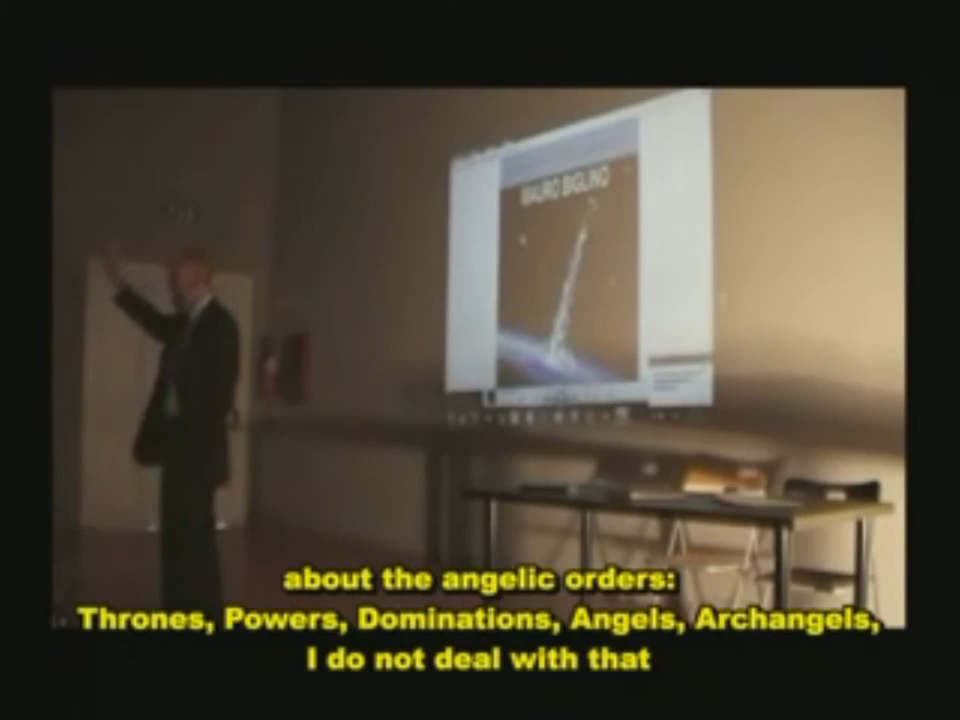 MAURO BIGLINO
about the angelic orders:
Thrones, Powers, Dominations, Angels, Archangels,
I do not deal with that